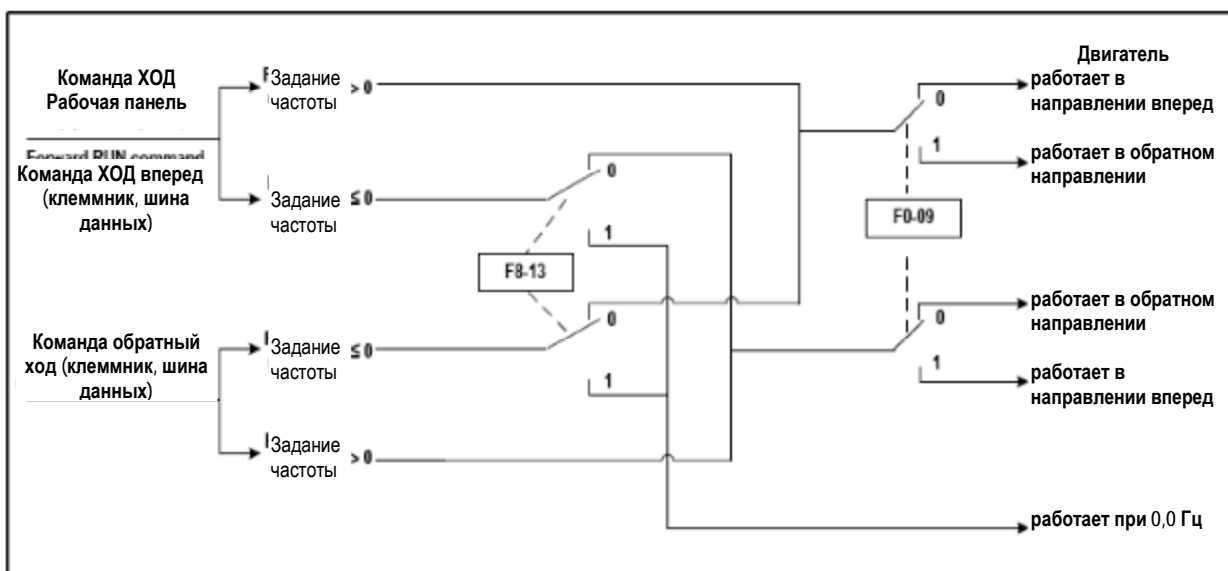 Команда ХОД
Рабочая панель
Forward RUN command
Команда ХОД вперед
(клеммник, шина
данных)
Задание
частоты
> 0
Задание
частоты
≤ 0
0
1
F8-13
Команда обратный
ход (клеммник, шина
данных)
Задание
частоты
≤ 0
0
1
Задание
частоты
> 0
Двигатель
работает в
направлении вперед
0
1
работает в обратном
направлении
F0-09
работает в обратном
направлении
0
1
работает в
направлении вперед
работает при 0,0 Гц